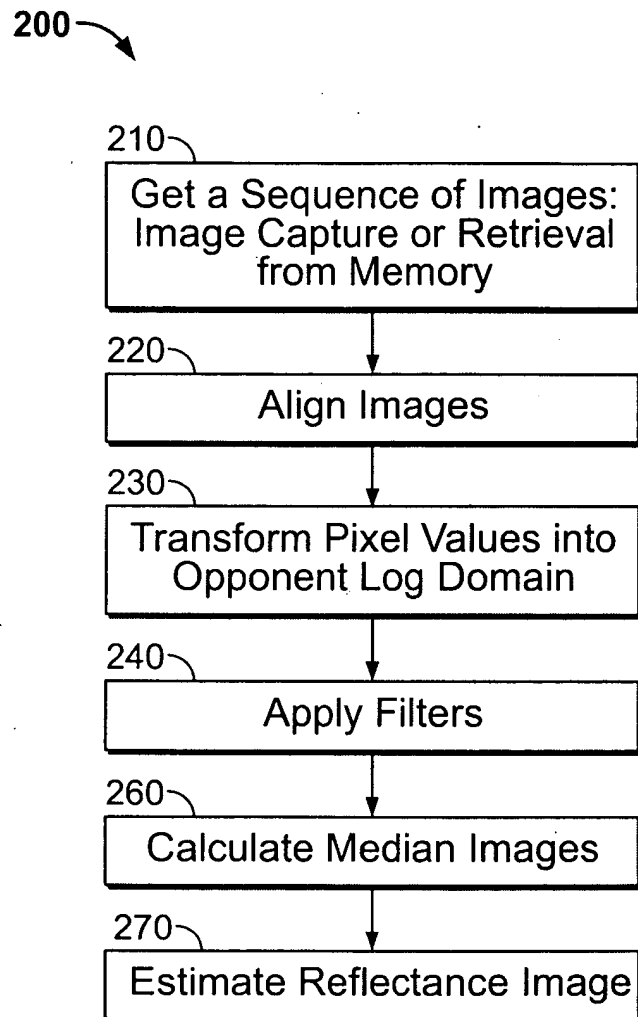 200
210
Get a Sequence of Images:
Image Capture or Retrieval
from Memory
220
Align Images
230
Transform Pixel Values into
Opponent Log Domain
240
Apply Filters
260
Calculate Median Images
270
Estimate Reflectance Image